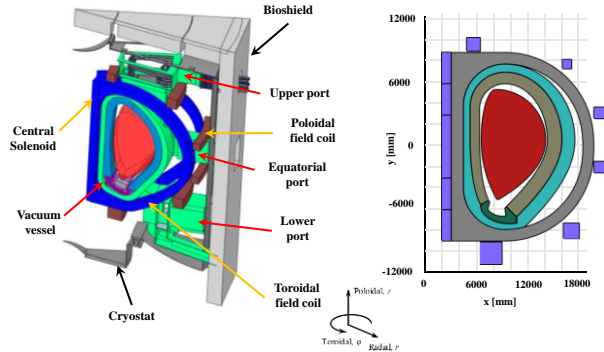 Bioshield
Upper port
Central
Solenoid
Poloidal
field coil
Equatorial
port
Vacuum
vessel
Lower
port
Toroidal
field coil
Cryostat
Poloidal, z
Toroidal, φ
Radial, r
12000
6000
0
-6000
-12000
y [mm]
0
6000
12000
18000
x [mm]